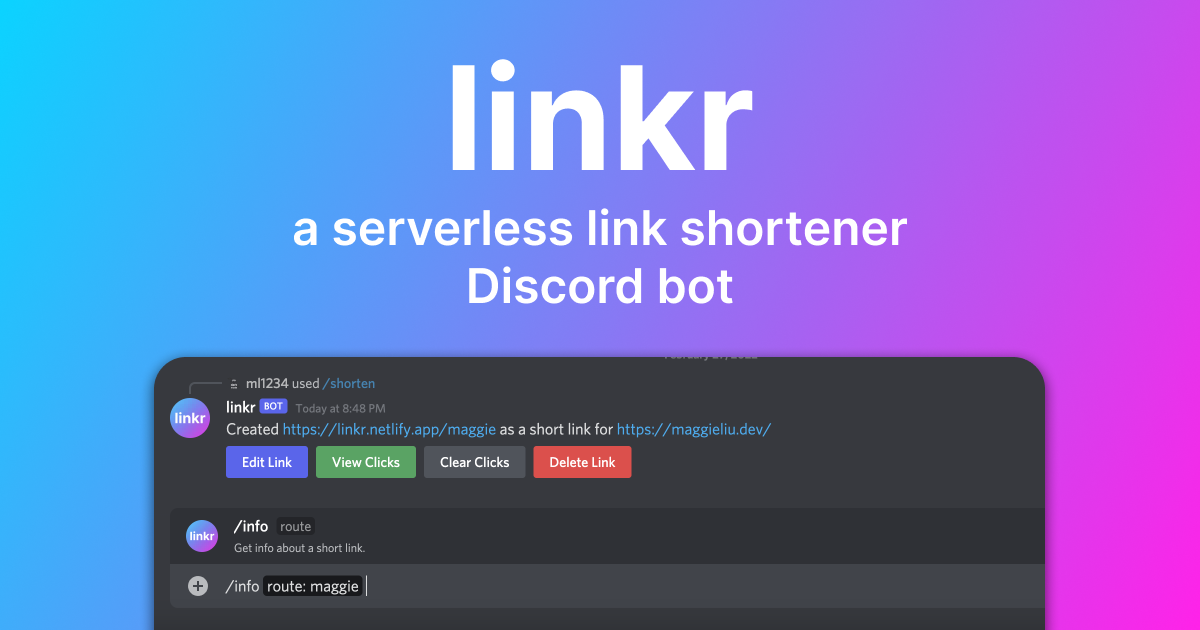 linkr
a serverless link shortener
Discord bot
ml1234 used /shorten
linkr
linkr BOT Today at 8:48 PM
Created https://linkr.netlify.app/maggie as a short link for https://maggieliu.dev/
Edit Link View Clicks Clear Clicks Delete Link
linkr
/info route
Get info about a short link.
/info route: maggie